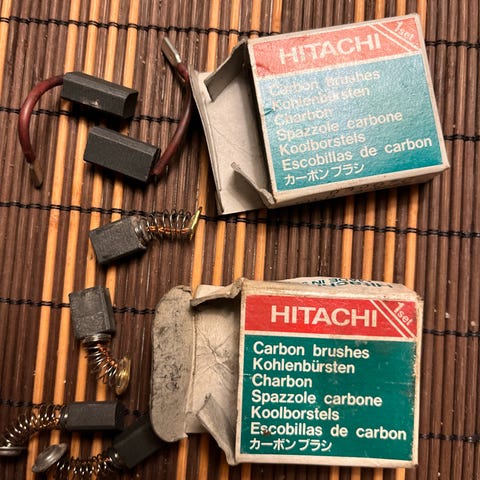 HITACHI
1set
Carbon brushes
Kohlenbürsten
Charbon
Spazzole carbone
Koolborstels
Escobillas de carbon
カーボンブラシ
HITACHI
1set
Carbon brushes
Kohlenbürsten
Charbon
Spazzole carbone
Koolborstels
Escobillas de carbon
カーボンブラシ